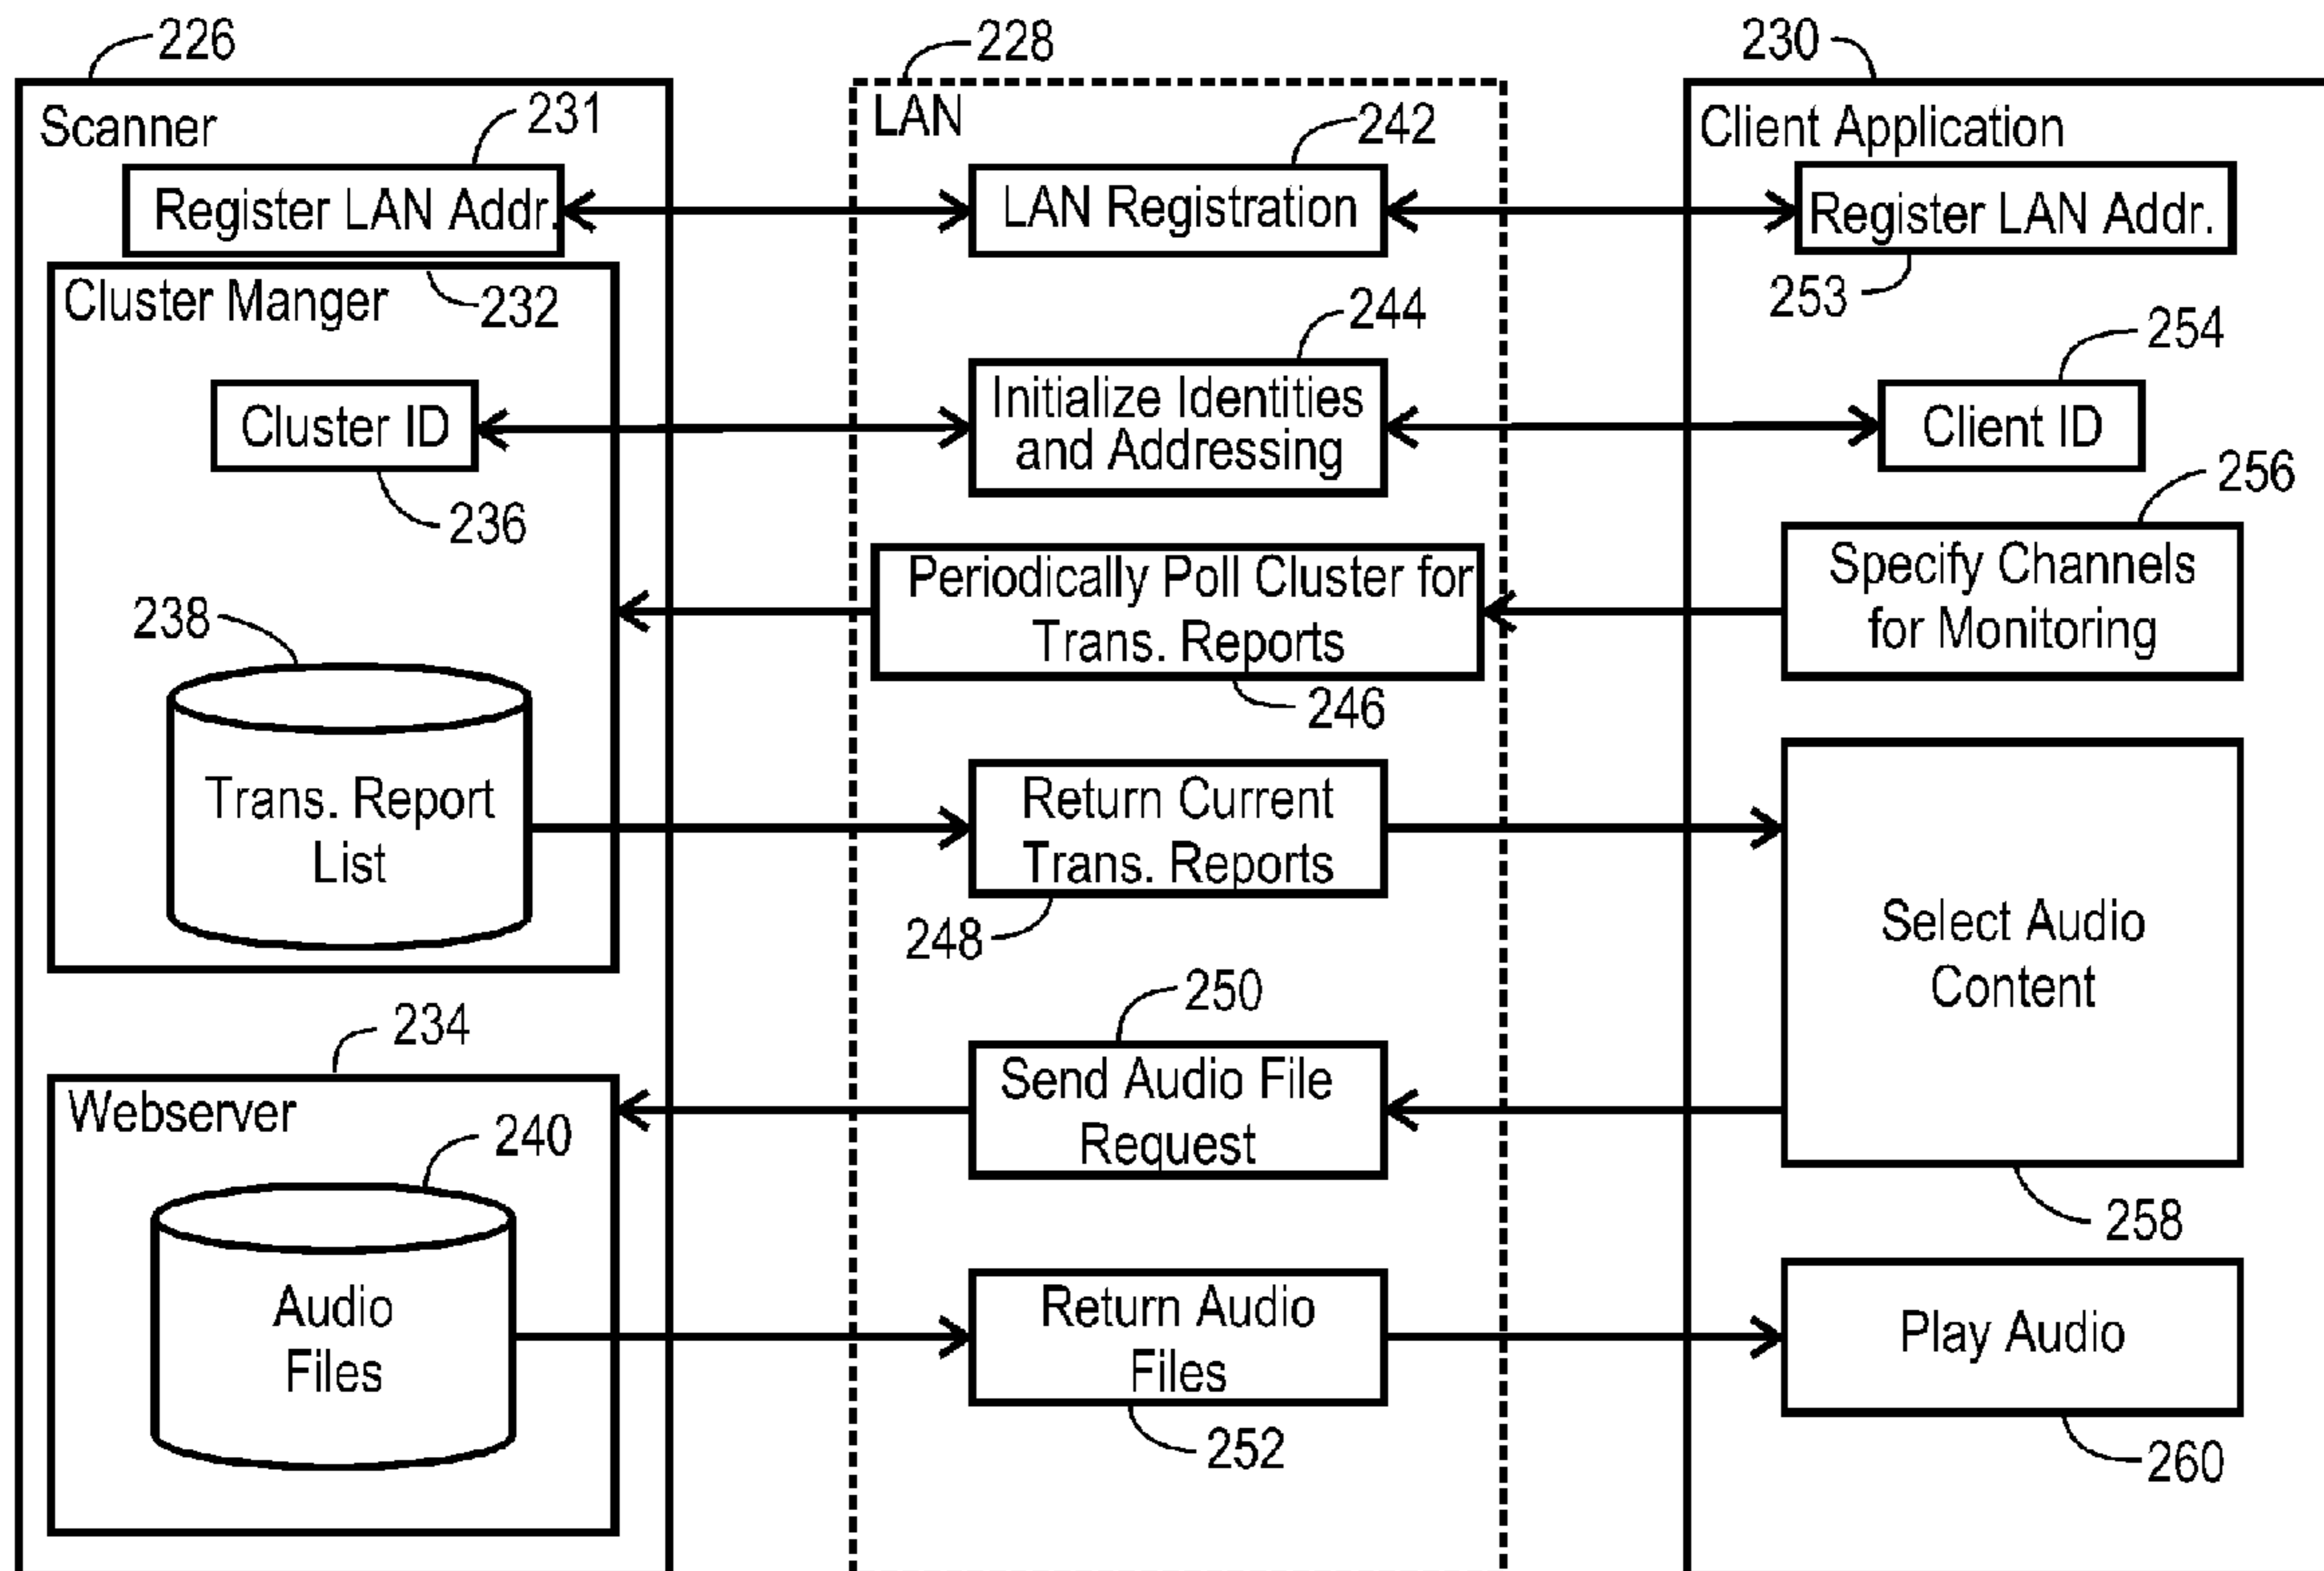 226
228
230
Scanner
231
LAN
242
Client Application
Register LAN Addr.
LAN Registration
Register LAN Addr.
Cluster Manger
232
253
244
254
Cluster ID
Initialize Identities
and Addressing
Client ID
236
256
Periodically Poll Cluster for
Trans. Reports
Specify Channels
for Monitoring
238
246
Trans. Report
List
Return Current
Trans. Reports
248
Select Audio
Content
234
250
Webserver
240
Send Audio File
Request
258
Audio
Files
Return Audio
Files
Play Audio
252
260